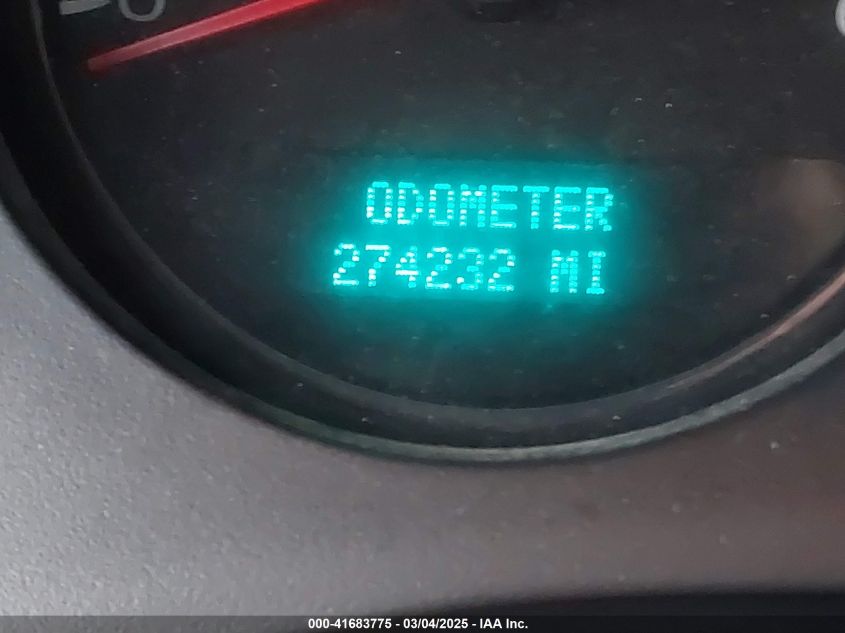 ODOMETER
274232 MI
000-41683775 - 03/04/2025 - IAA Inc.